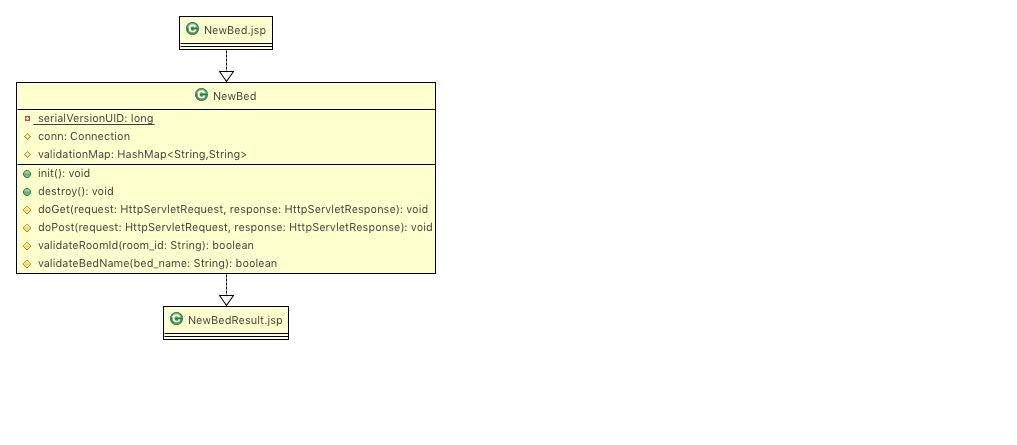 NewBed.jsp
NewBed
serialVersionUID: long
conn: Connection
validationMap: HashMap<String,String>
init(): void
destroy(): void
doGet(request: HttpServletRequest, response: HttpServletResponse): void
doPost(request: HttpServletRequest, response: HttpServletResponse): void
validateRoomId(room_id: String): boolean
validateBedName(bed_name: String): boolean
NewBedResult.jsp